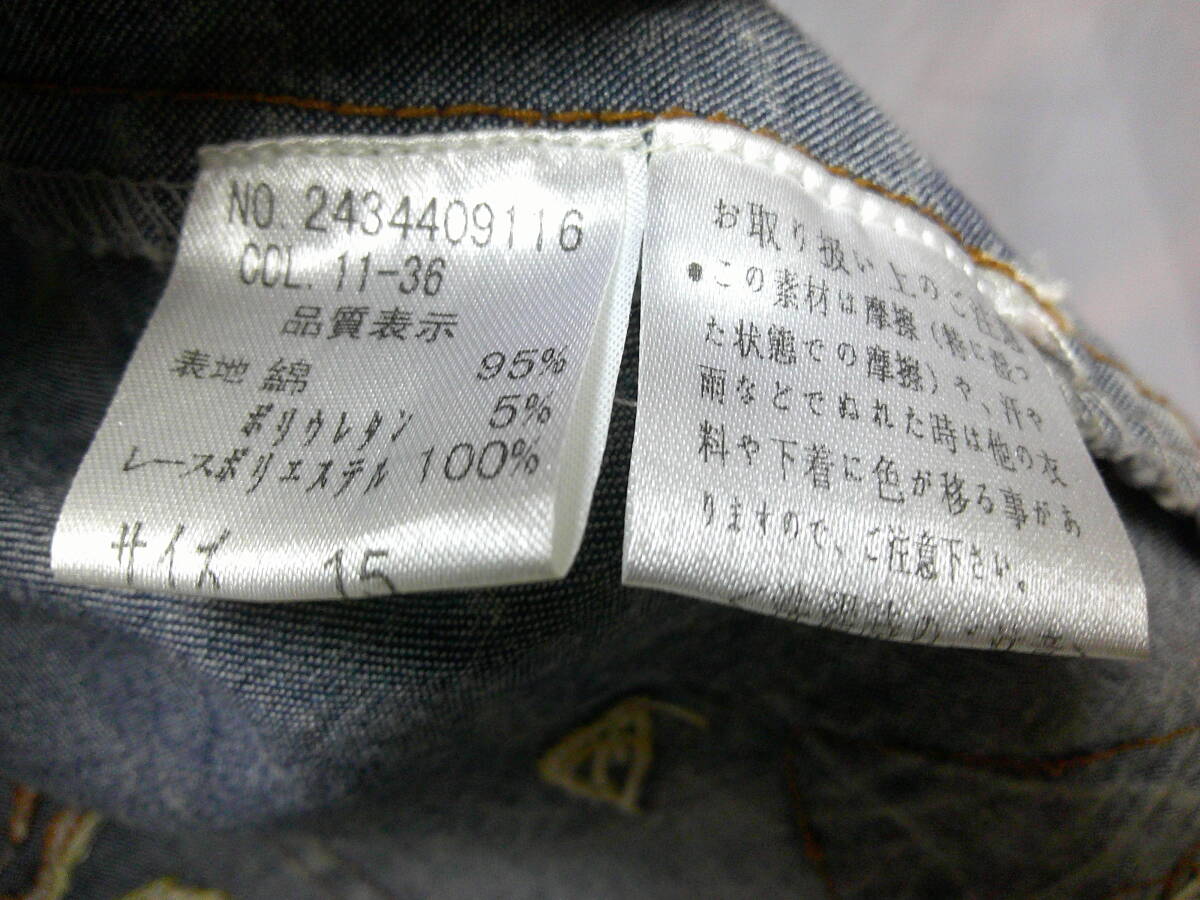 NO 2434409116
COL. 11-36
品質表示
表地 綿 95%
ポリウレタン 5%
レースポリエステル 100%
サイズ 15
お取り扱い上のご注意
●この素材は摩擦(特に湿っ
た状態での摩擦)や、汗や
雨などでぬれた時は他の衣
料や下着に色が移る事があ
りますので、ご注意下さい。